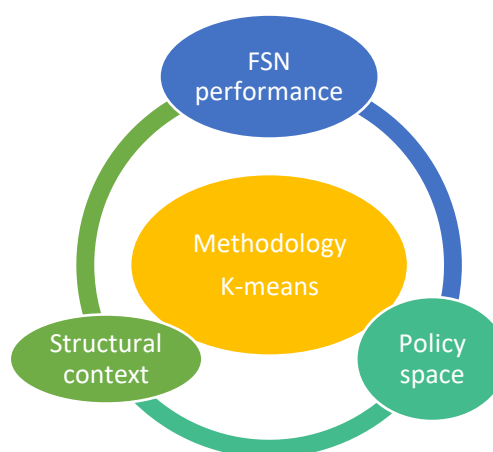 FSN
performance
Methodology
K-means
Structural
context
Policy
space